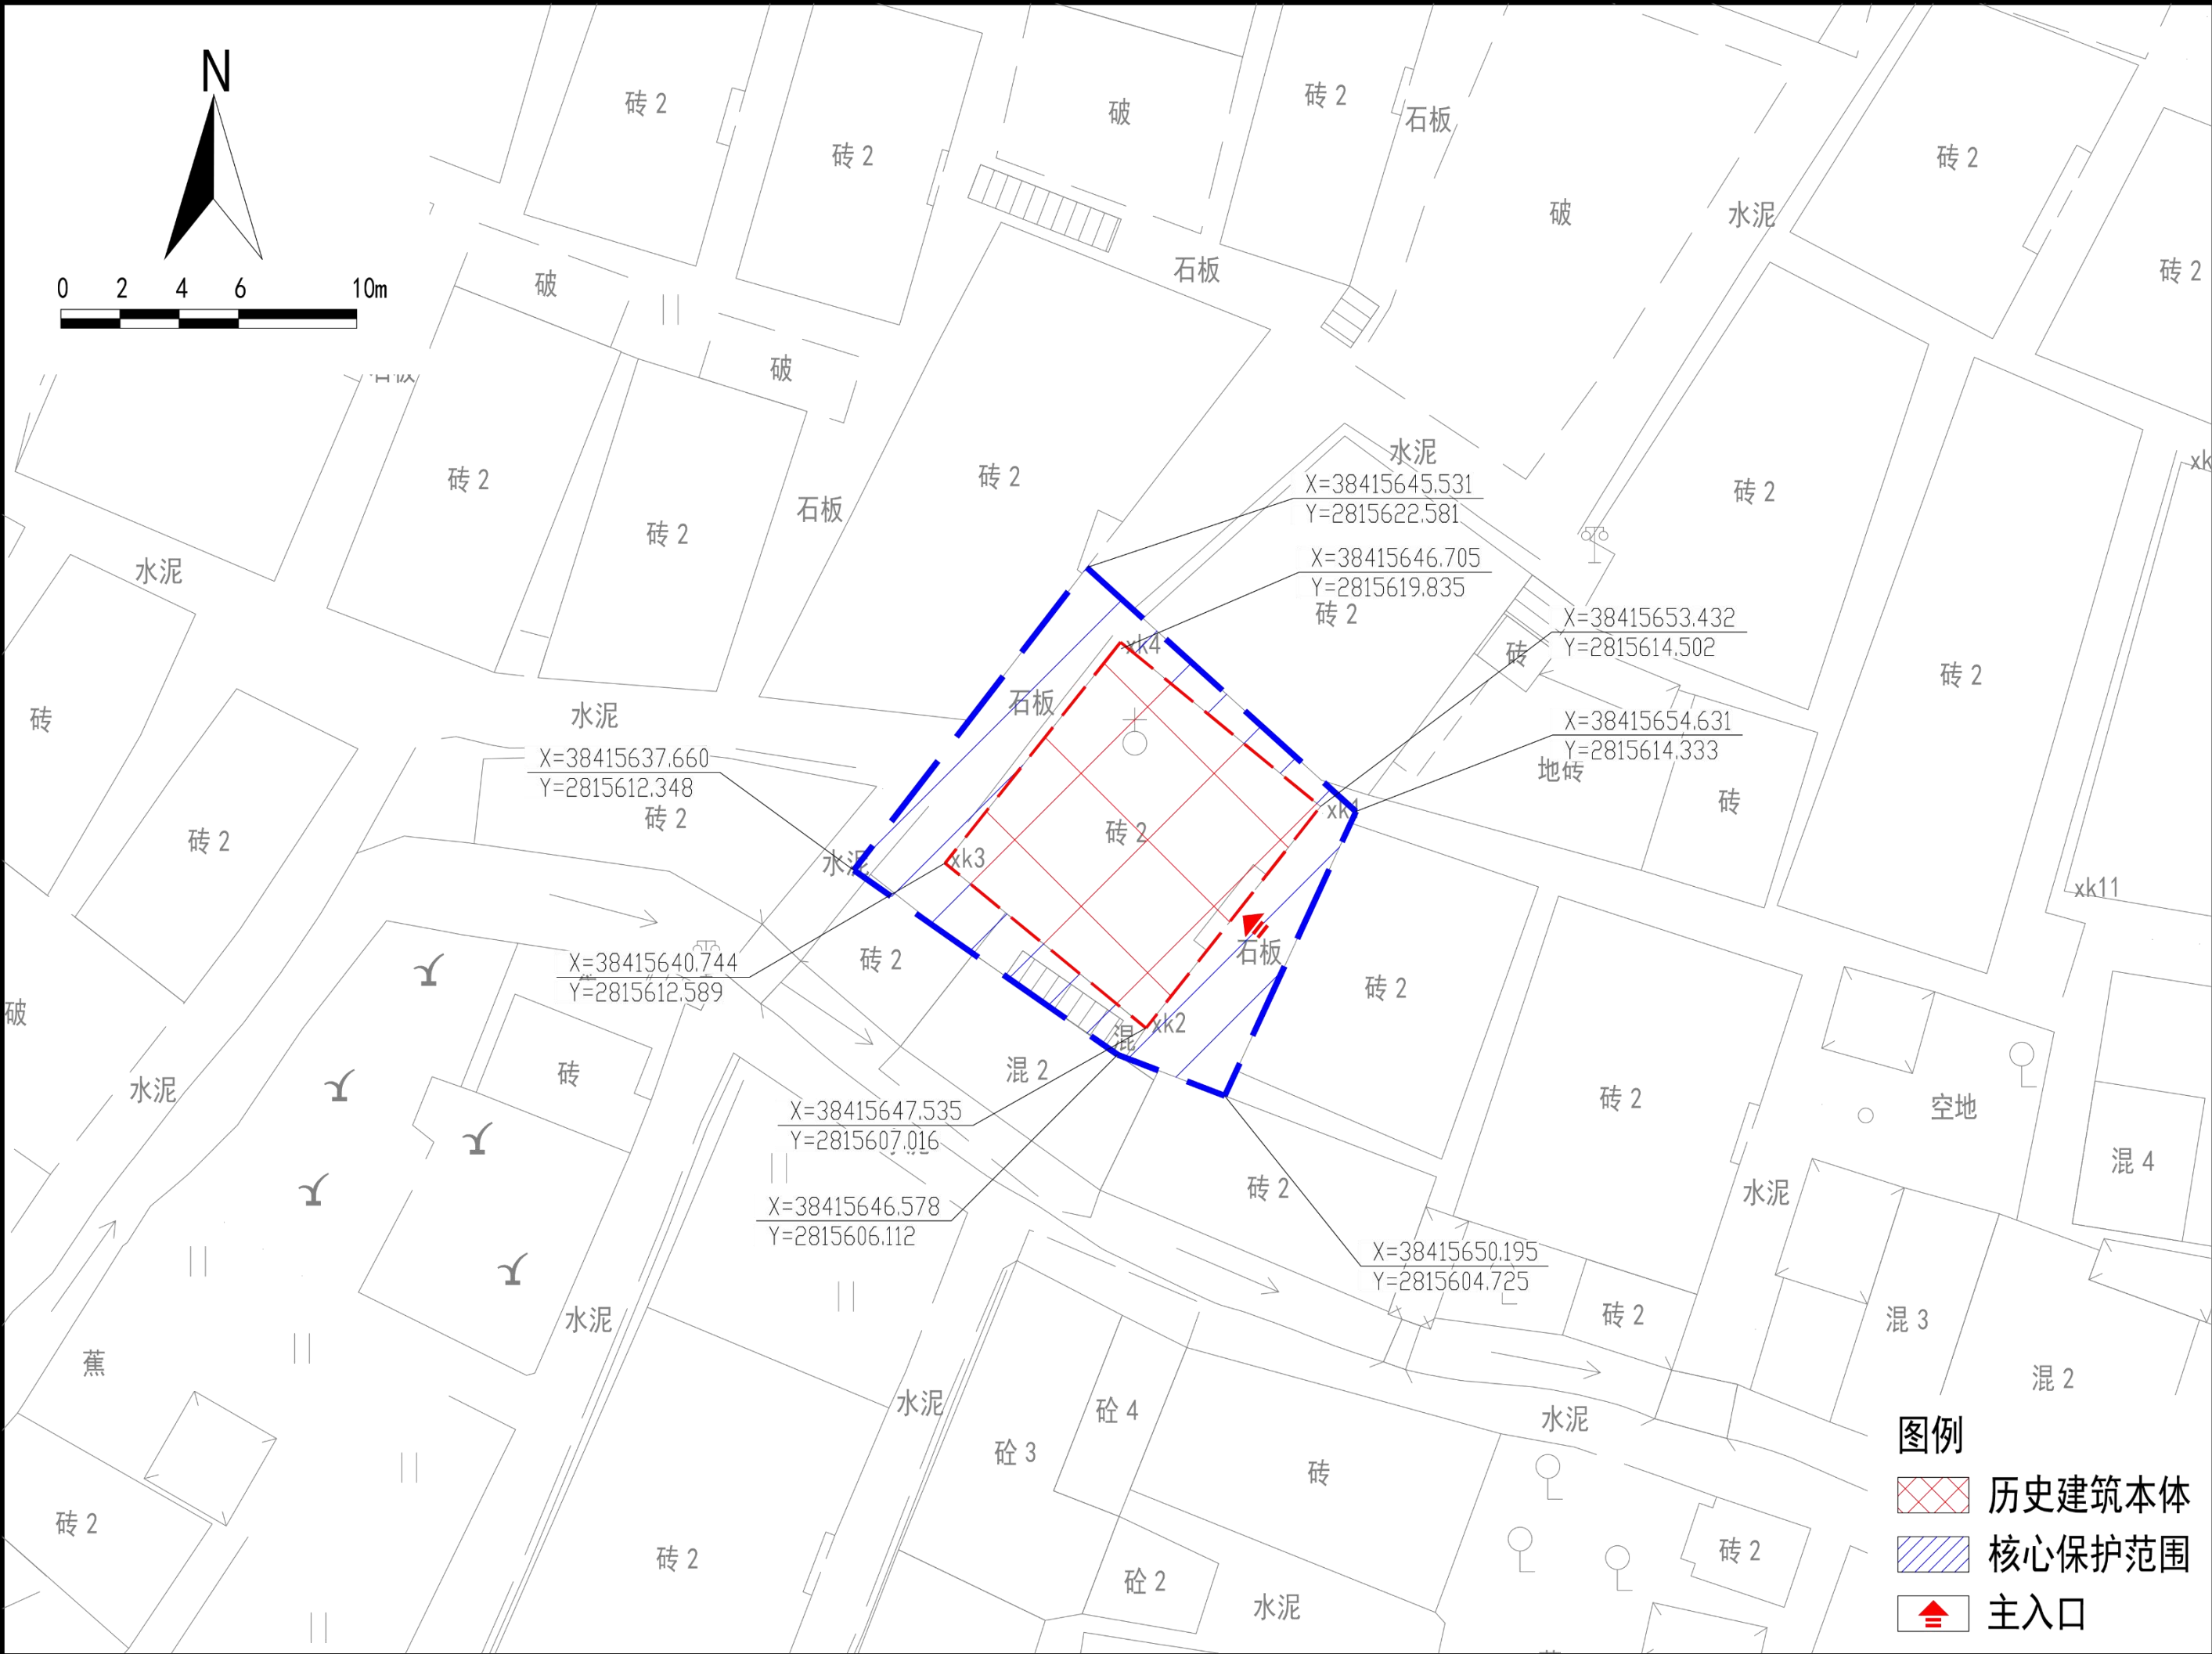 N
0 2 4 6 10m
砖 2
砖 2
破
砖 2
石板
破
水泥
砖 2
砖 2
破
石板
破
砖 2
砖 2
石板
砖 2
水泥
砖 2
水泥
砖
水泥
砖 2
X=38415645.531
Y=2815622.581
X=38415646.705
Y=2815619.835
砖 2
X=38415653.432
Y=2815614.502
砖
砖 2
xk4
石板
X=38415654.631
Y=2815614.333
地砖
砖
X=38415637.660
Y=2815612.348
砖 2
砖 2
xk1
水泥
xk3
xk11
砖 2
石板
X=38415640.744
Y=2815612.589
砖 2
破
水泥
砖
混
xk2
混 2
砖 2
空地
混 4
X=38415647.535
Y=2815607.016
X=38415646.578
Y=2815606.112
砖 2
水泥
X=38415650.195
Y=2815604.725
砖 2
混 3
混 2
水泥
蕉
水泥
砼 4
砼 3
水泥
砖
砖 2
砖 2
砼 2
水泥
砖 2
图例
历史建筑本体
核心保护范围
主入口